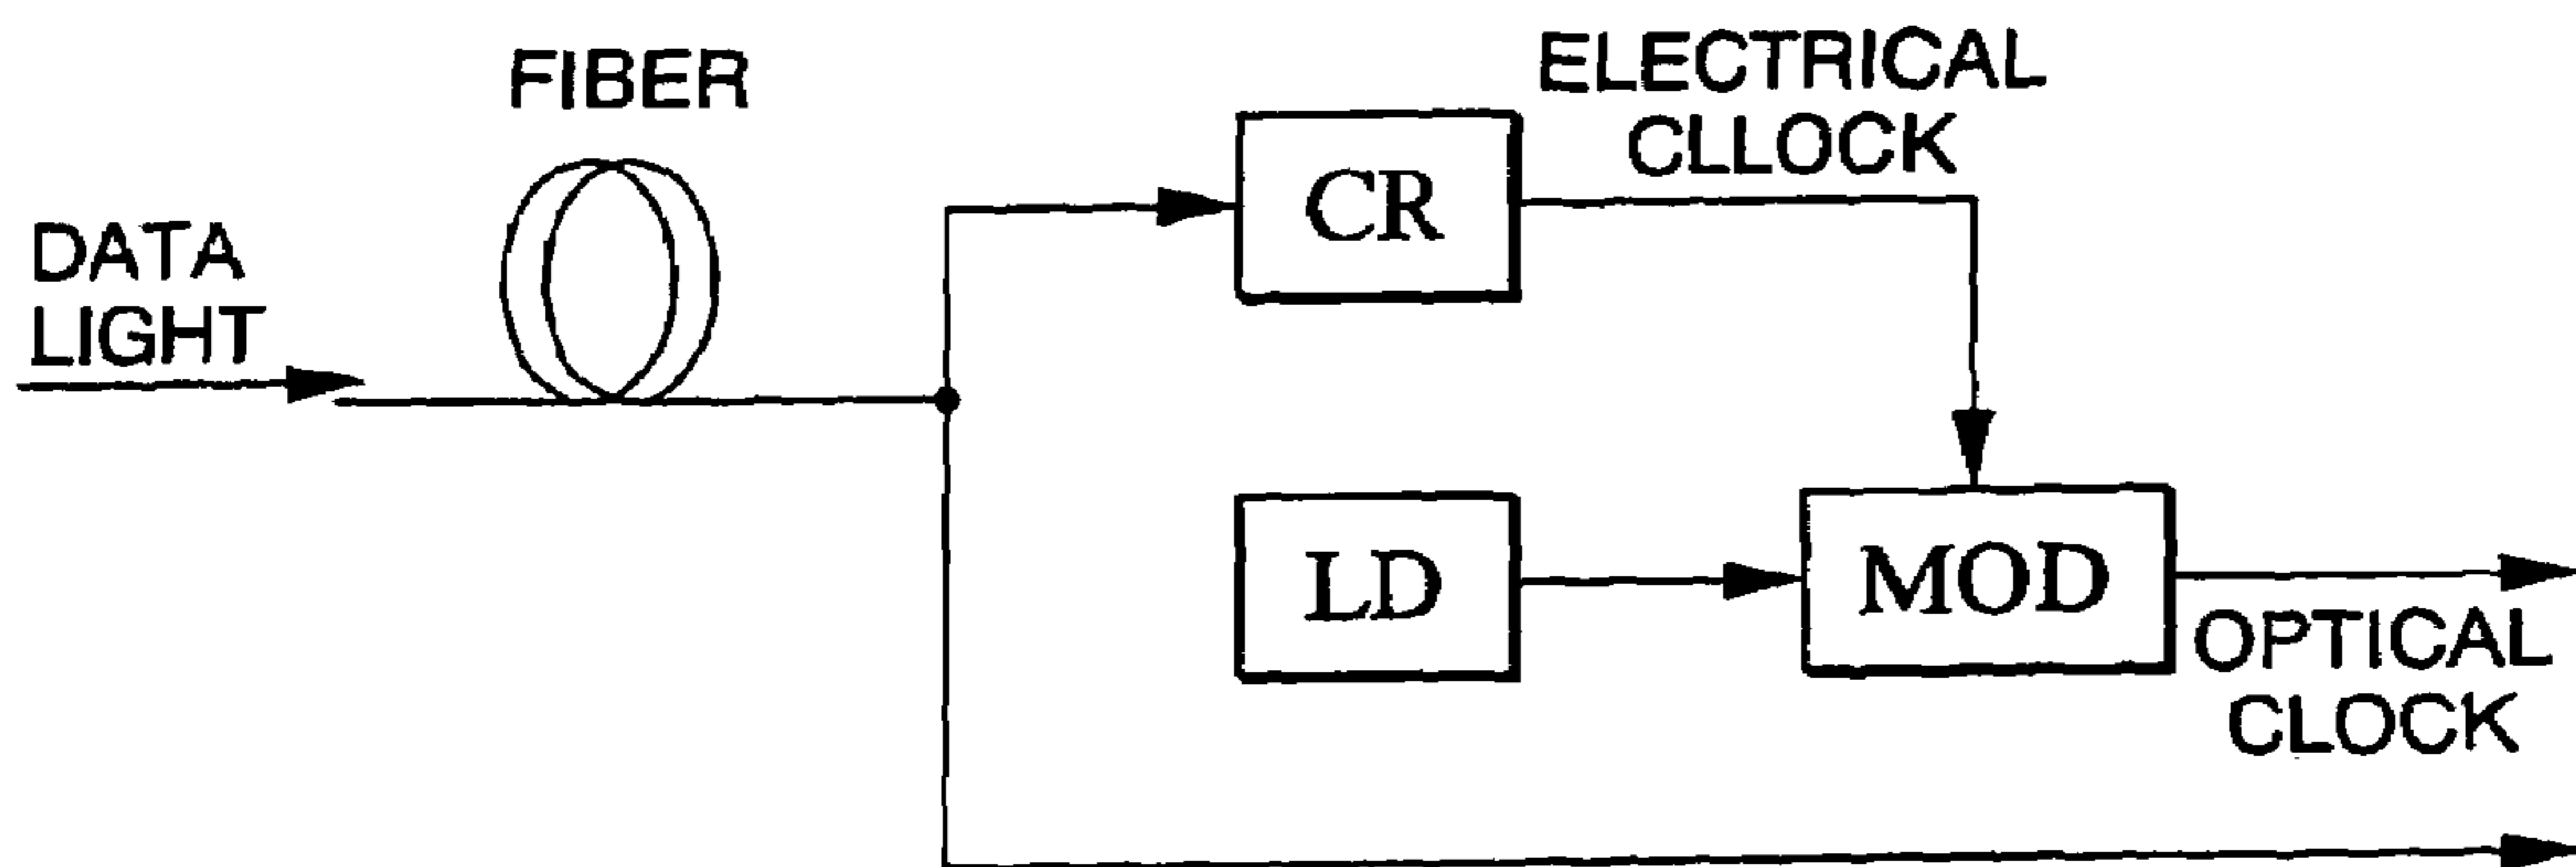 FIBER
ELECTRICAL
CLLOCK
CR
DATA
LIGHT
LD
MOD
OPTICAL
CLOCK